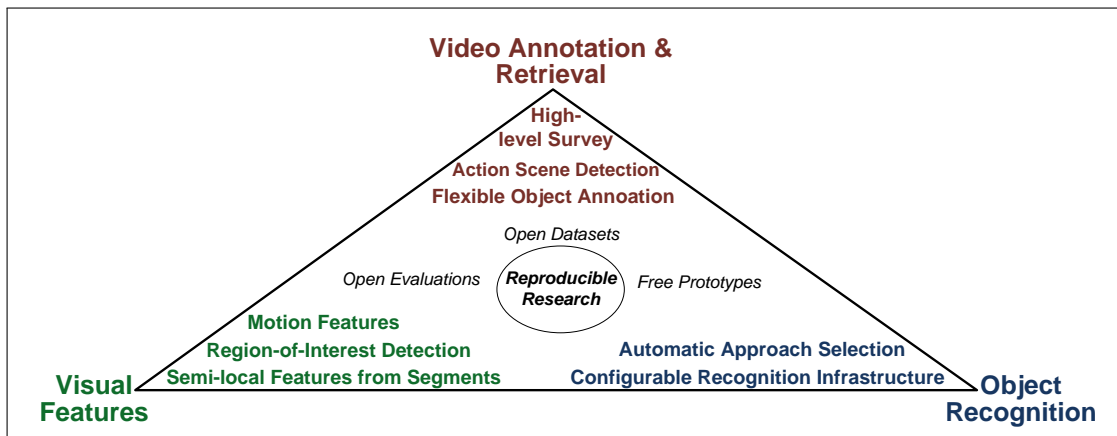 Video Annotation &
Retrieval
High-
level Survey
Action Scene Detection
Flexible Object Annoation
Open Datasets
Open Evaluations
Reproducible
Research
Free Prototypes
Motion Features
Region-of-Interest Detection
Semi-local Features from Segments
Automatic Approach Selection
Configurable Recognition Infrastructure
Visual
Features
Object
Recognition